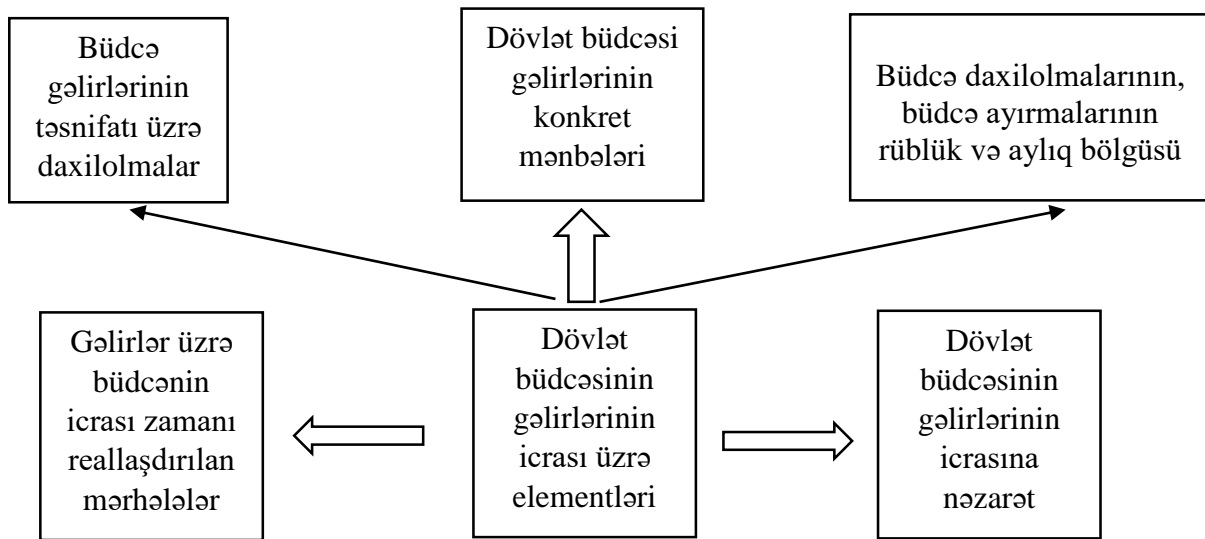 Büdcə
gəlirlərinin
təsnifatı üzrə
daxilolmalar
Dövlət büdcəsi
gəlirlərinin
konkret
mənbələri
Büdcə daxilolmalarının,
büdcə ayırmalarının
rüblük və aylıq bölgüsü
Gəlirlər üzrə
büdcənin
icrası zamanı
reallaşdırılan
mərhələlər
Dövlət
büdcəsinin
gəlirlərinin
icrası üzrə
elementləri
Dövlət
büdcəsinin
gəlirlərinin
icrasına
nəzarət